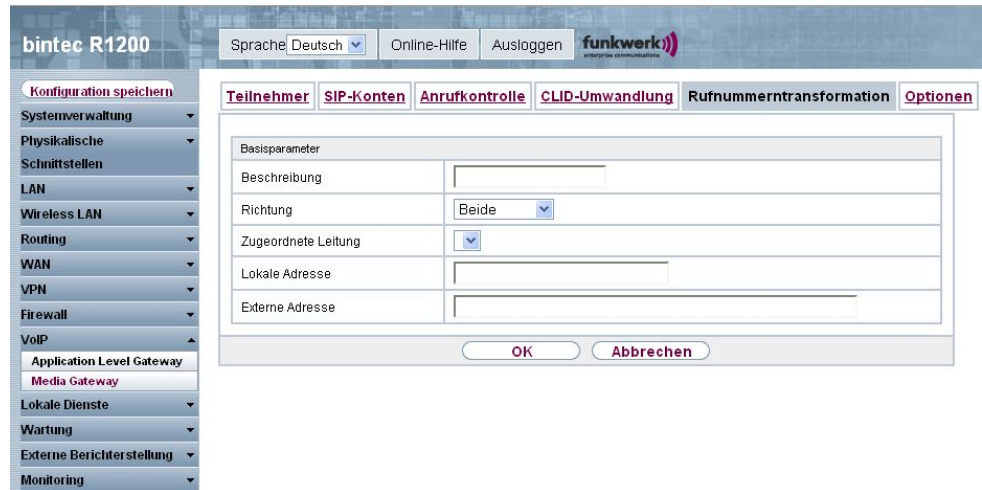 bintec R1200
Sprache Deutsch Online-Hilfe Ausloggen funkwerk
enterprise communications
Konfiguration speichern
Systemverwaltung
Physikalische
Schnittstellen
LAN
Wireless LAN
Routing
WAN
VPN
Firewall
VoIP
Application Level Gateway
Media Gateway
Lokale Dienste
Wartung
Externe Berichterstellung
Monitoring
Teilnehmer SIP-Konten Anrufkontrolle CLID-Umwandlung Rufnummerntransformation Optionen
Basisparameter
Beschreibung
Richtung Beide
Zugeordnete Leitung
Lokale Adresse
Externe Adresse
OK Abbrechen